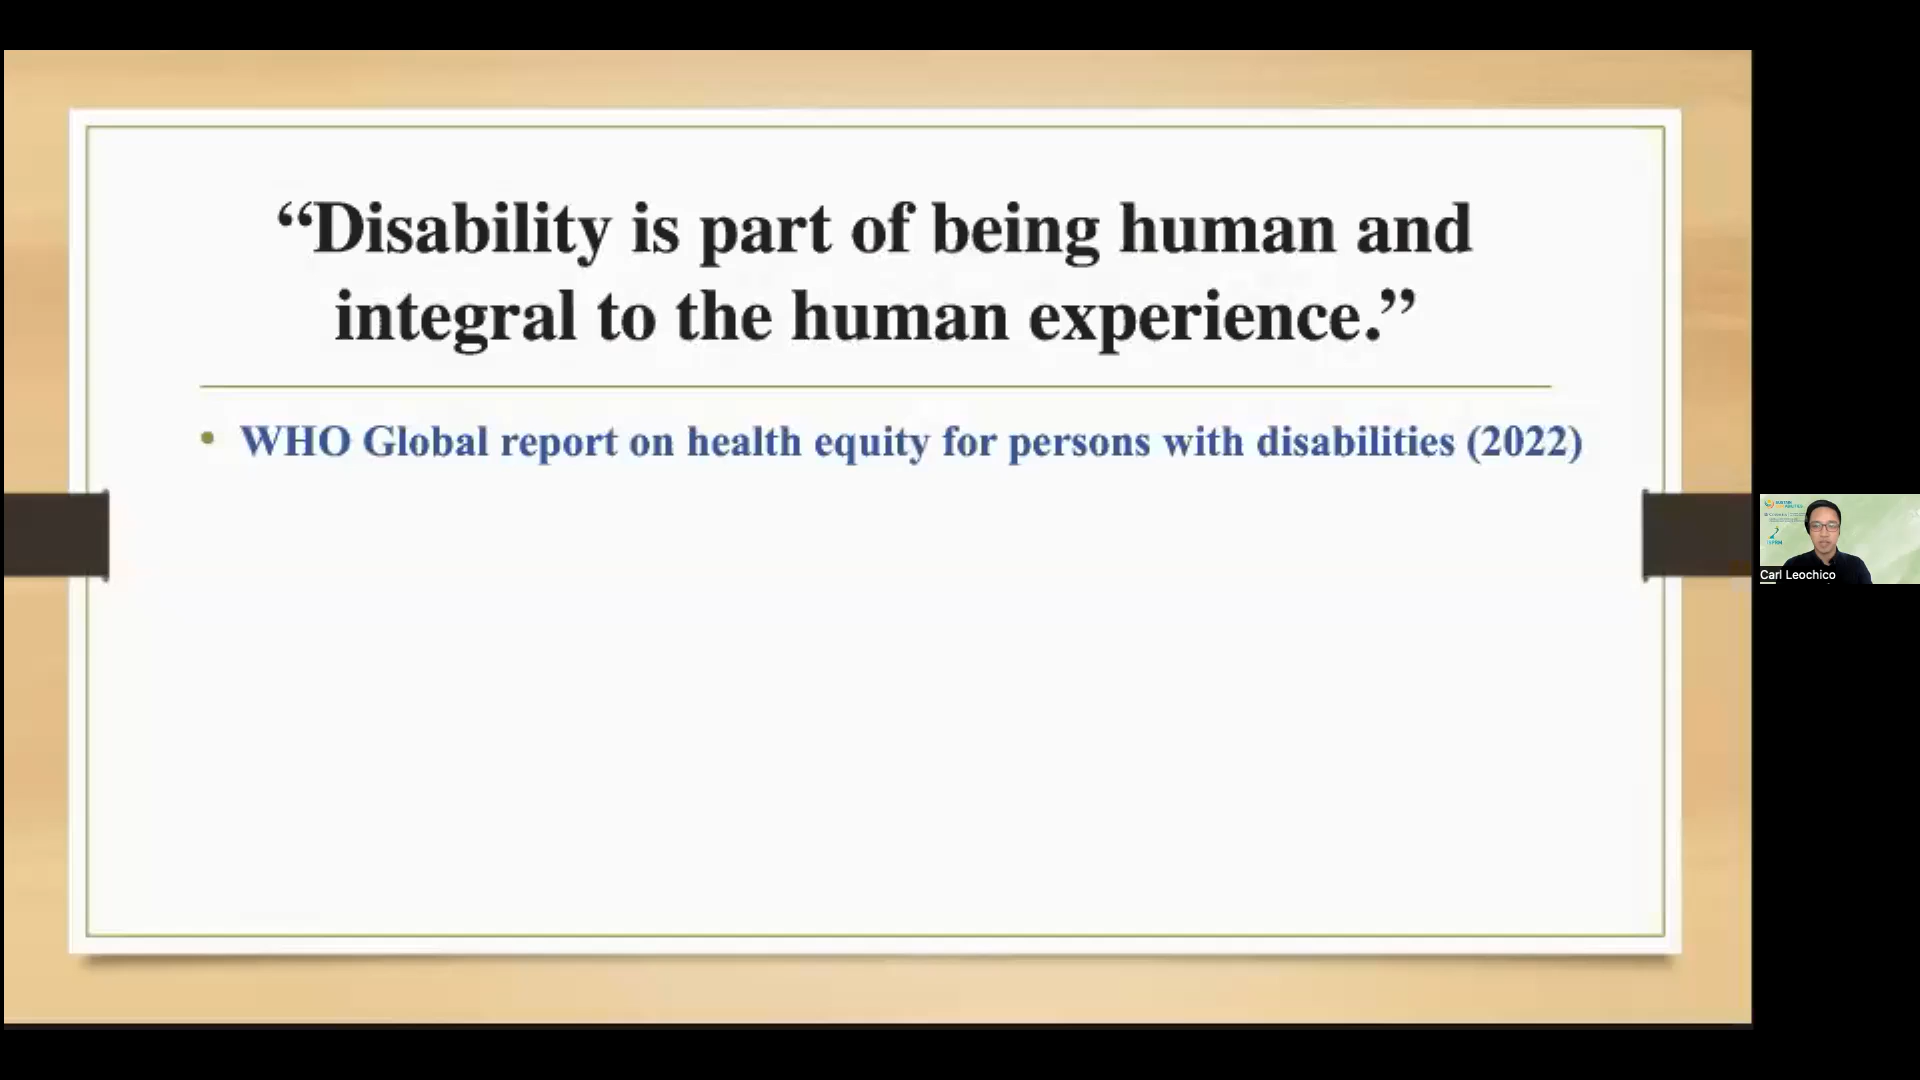 “Disability is part of being human and
integral to the human experience.”
• WHO Global report on health equity for persons with disabilities (2022)
Carl Leochico